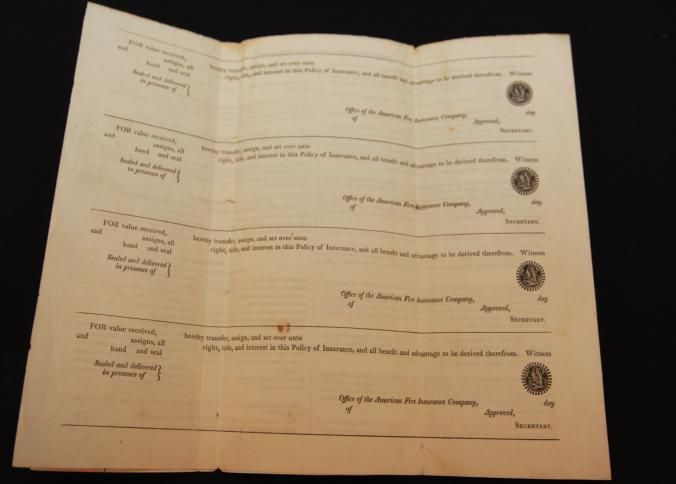 FOR value received, hereby transfer, assign, and set over unto
and assigns, all right, title, and interest in this Policy of Insurance, and all benefit and advantage to be derived therefrom. Witness
hand and seal
Sealed and delivered }
in presence of
Office of the American Fire Insurance Company, day
of Approved,
SECRETARY.
FOR value received, hereby transfer, assign, and set over unto
and assigns, all right, title, and interest in this Policy of Insurance, and all benefit and advantage to be derived therefrom. Witness
hand and seal
Sealed and delivered }
in presence of
Office of the American Fire Insurance Company, day
of Approved,
SECRETARY.
FOR value received, hereby transfer, assign, and set over unto
and assigns, all right, title, and interest in this Policy of Insurance, and all benefit and advantage to be derived therefrom. Witness
hand and seal
Sealed and delivered }
in presence of
Office of the American Fire Insurance Company, day
of Approved,
SECRETARY.
FOR value received, hereby transfer, assign, and set over unto
and assigns, all right, title, and interest in this Policy of Insurance, and all benefit and advantage to be derived therefrom. Witness
hand and seal
Sealed and delivered }
in presence of
Office of the American Fire Insurance Company, day
of Approved,
SECRETARY.